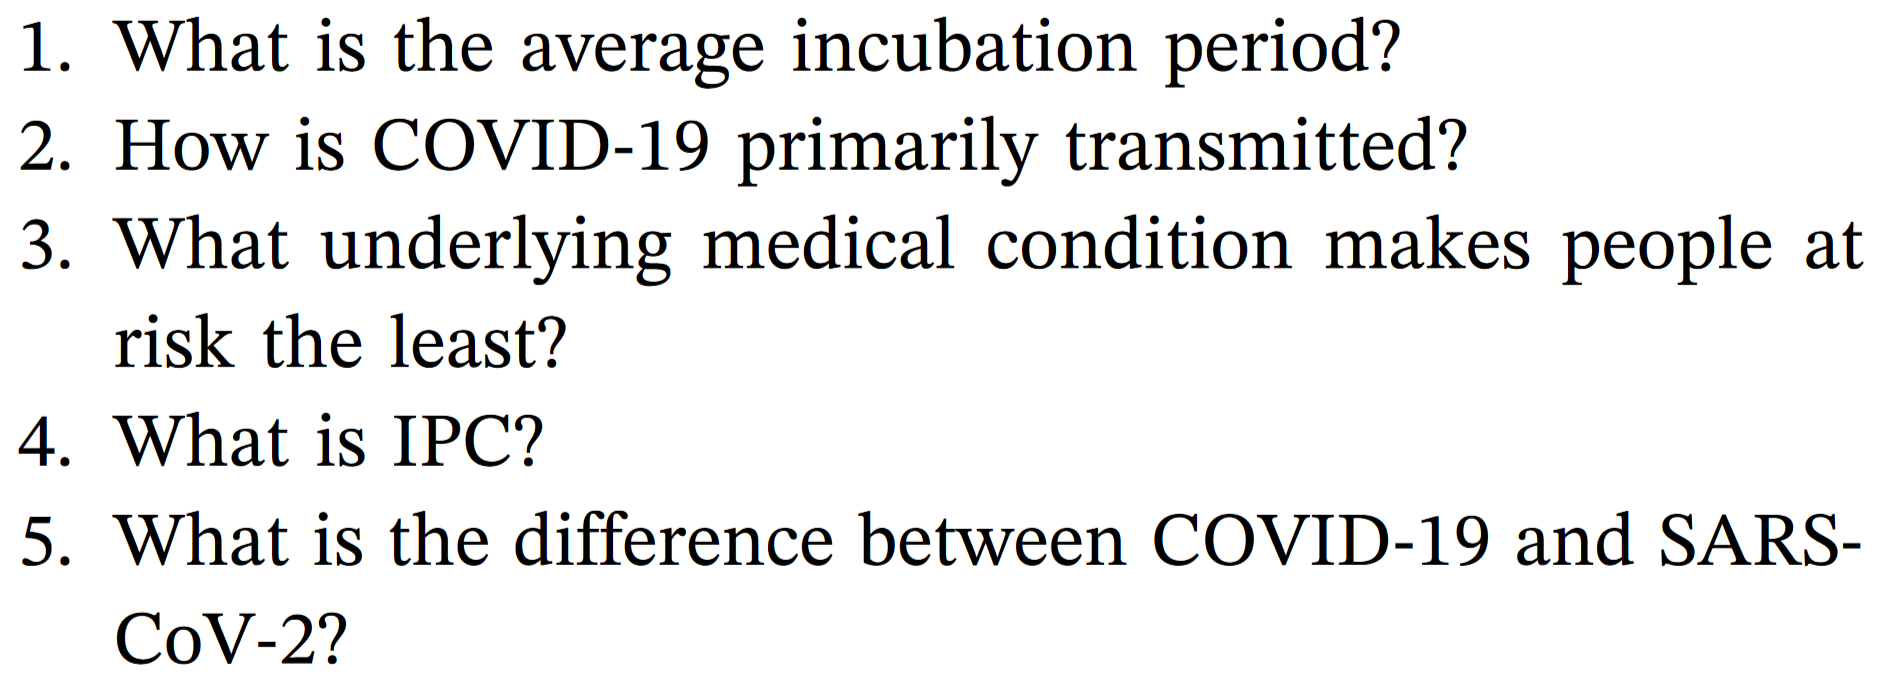 1. What is the average incubation period?
2. How is COVID-19 primarily transmitted?
3. What underlying medical condition makes people at
risk the least?
4. What is IPC?
5. What is the difference between COVID-19 and SARS-
CoV-2?